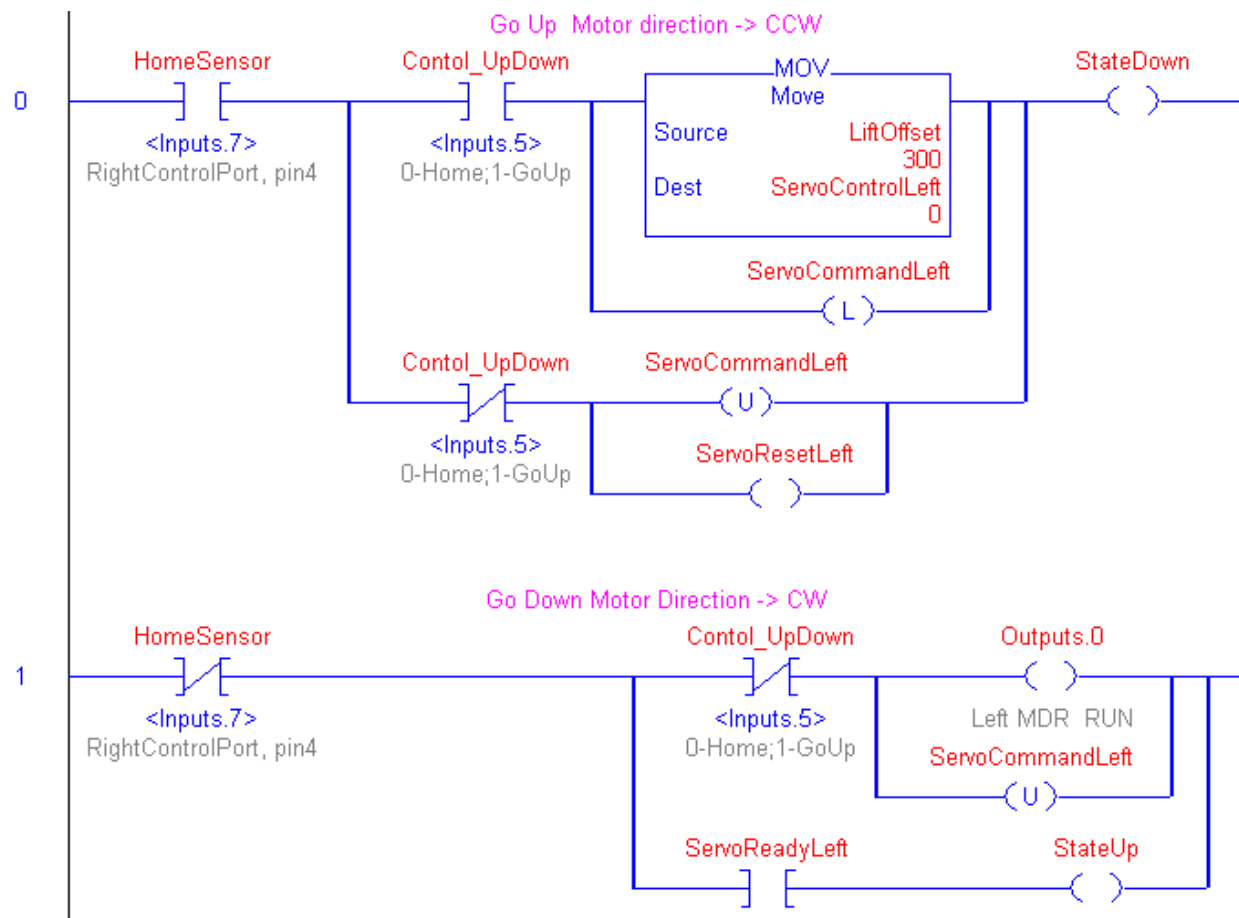 Go Up Motor direction -> CCW
HomeSensor
Contol_UpDown
MOV
StateDown
0
Move
<Inputs.7>
<Inputs.5>
Source
LiftOffset
RightControlPort, pin4
0-Home;1-GoUp
300
Dest
ServoControlLeft
0
ServoCommandLeft
L
Contol_UpDown
ServoCommandLeft
U
<Inputs.5>
ServoResetLeft
0-Home;1-GoUp
Go Down Motor Direction -> CW
HomeSensor
Contol_UpDown
Outputs.0
1
<Inputs.7>
<Inputs.5>
Left MDR RUN
RightControlPort, pin4
0-Home;1-GoUp
ServoCommandLeft
U
ServoReadyLeft
StateUp